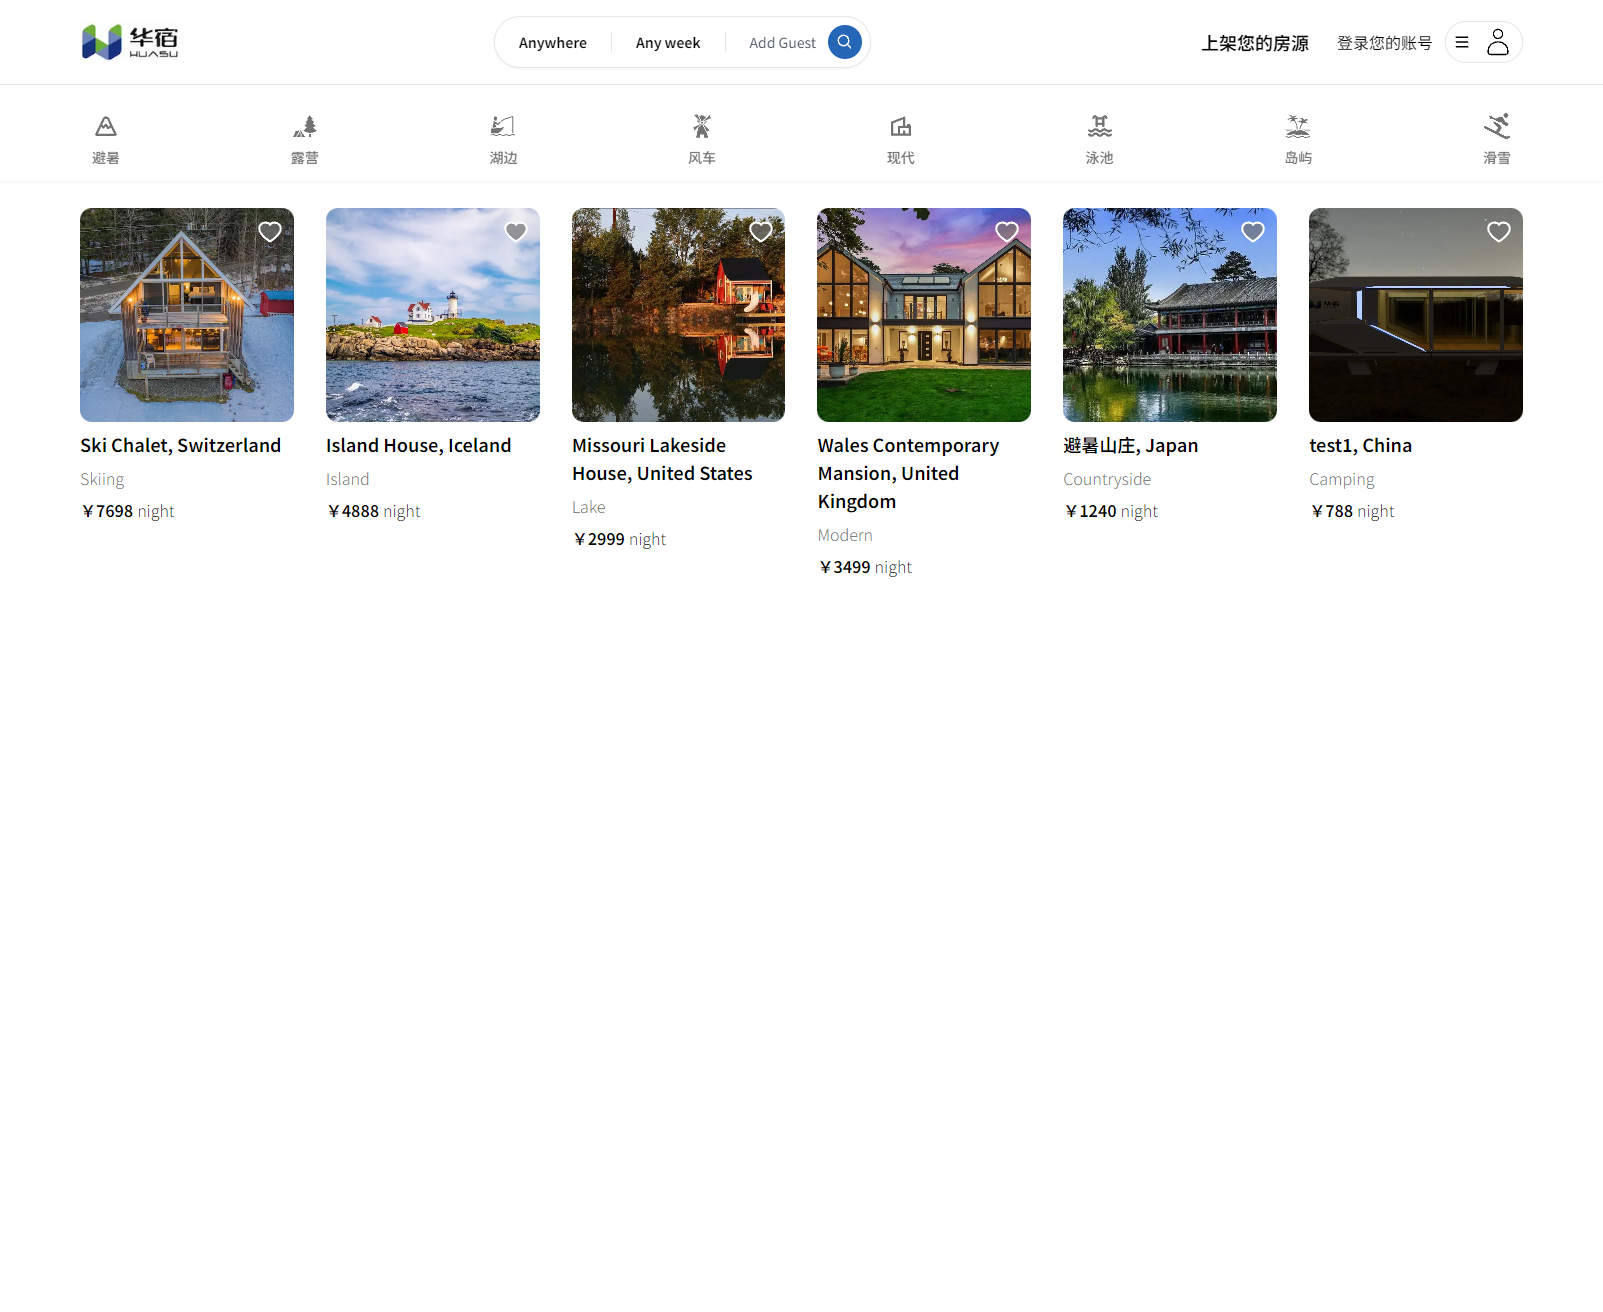 华宿
HUASU
Anywhere
Any week
Add Guest
上架您的房源
登录您的账号
避暑
露营
湖边
风车
现代
泳池
岛屿
滑雪
Ski Chalet, Switzerland
Skiing
￥7698 night
Island House, Iceland
Island
￥4888 night
Missouri Lakeside
House, United States
Lake
￥2999 night
Wales Contemporary
Mansion, United
Kingdom
Modern
￥3499 night
避暑山庄, Japan
Countryside
￥1240 night
test1, China
Camping
￥788 night